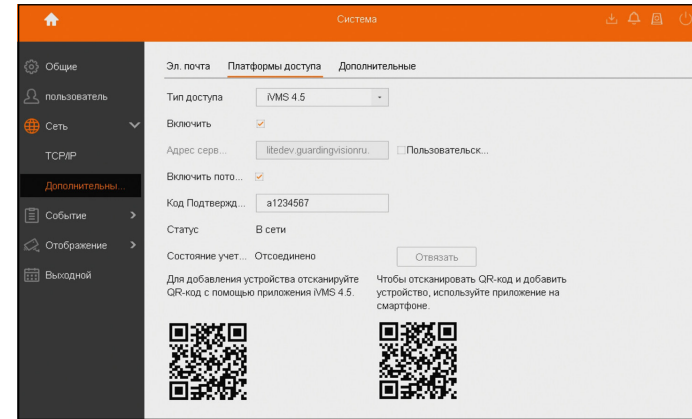 Система
Общие
пользователь
Сеть
TCP/IP
Дополнительны...
Событие
Отображение
Выходной
Эл. почта Платформы доступа Дополнительные
Тип доступа iVMS 4.5
Включить
Адрес серв... litedev.guardingvisionru. Пользовательск...
Включить пото...
Код Подтвержд... a1234567
Статус В сети
Состояние учет... Отсоединено Отвязать
Для добавления устройства отсканируйте
QR-код с помощью приложения iVMS 4.5.
Чтобы отсканировать QR-код и добавить
устройство, используйте приложение на
смартфоне.